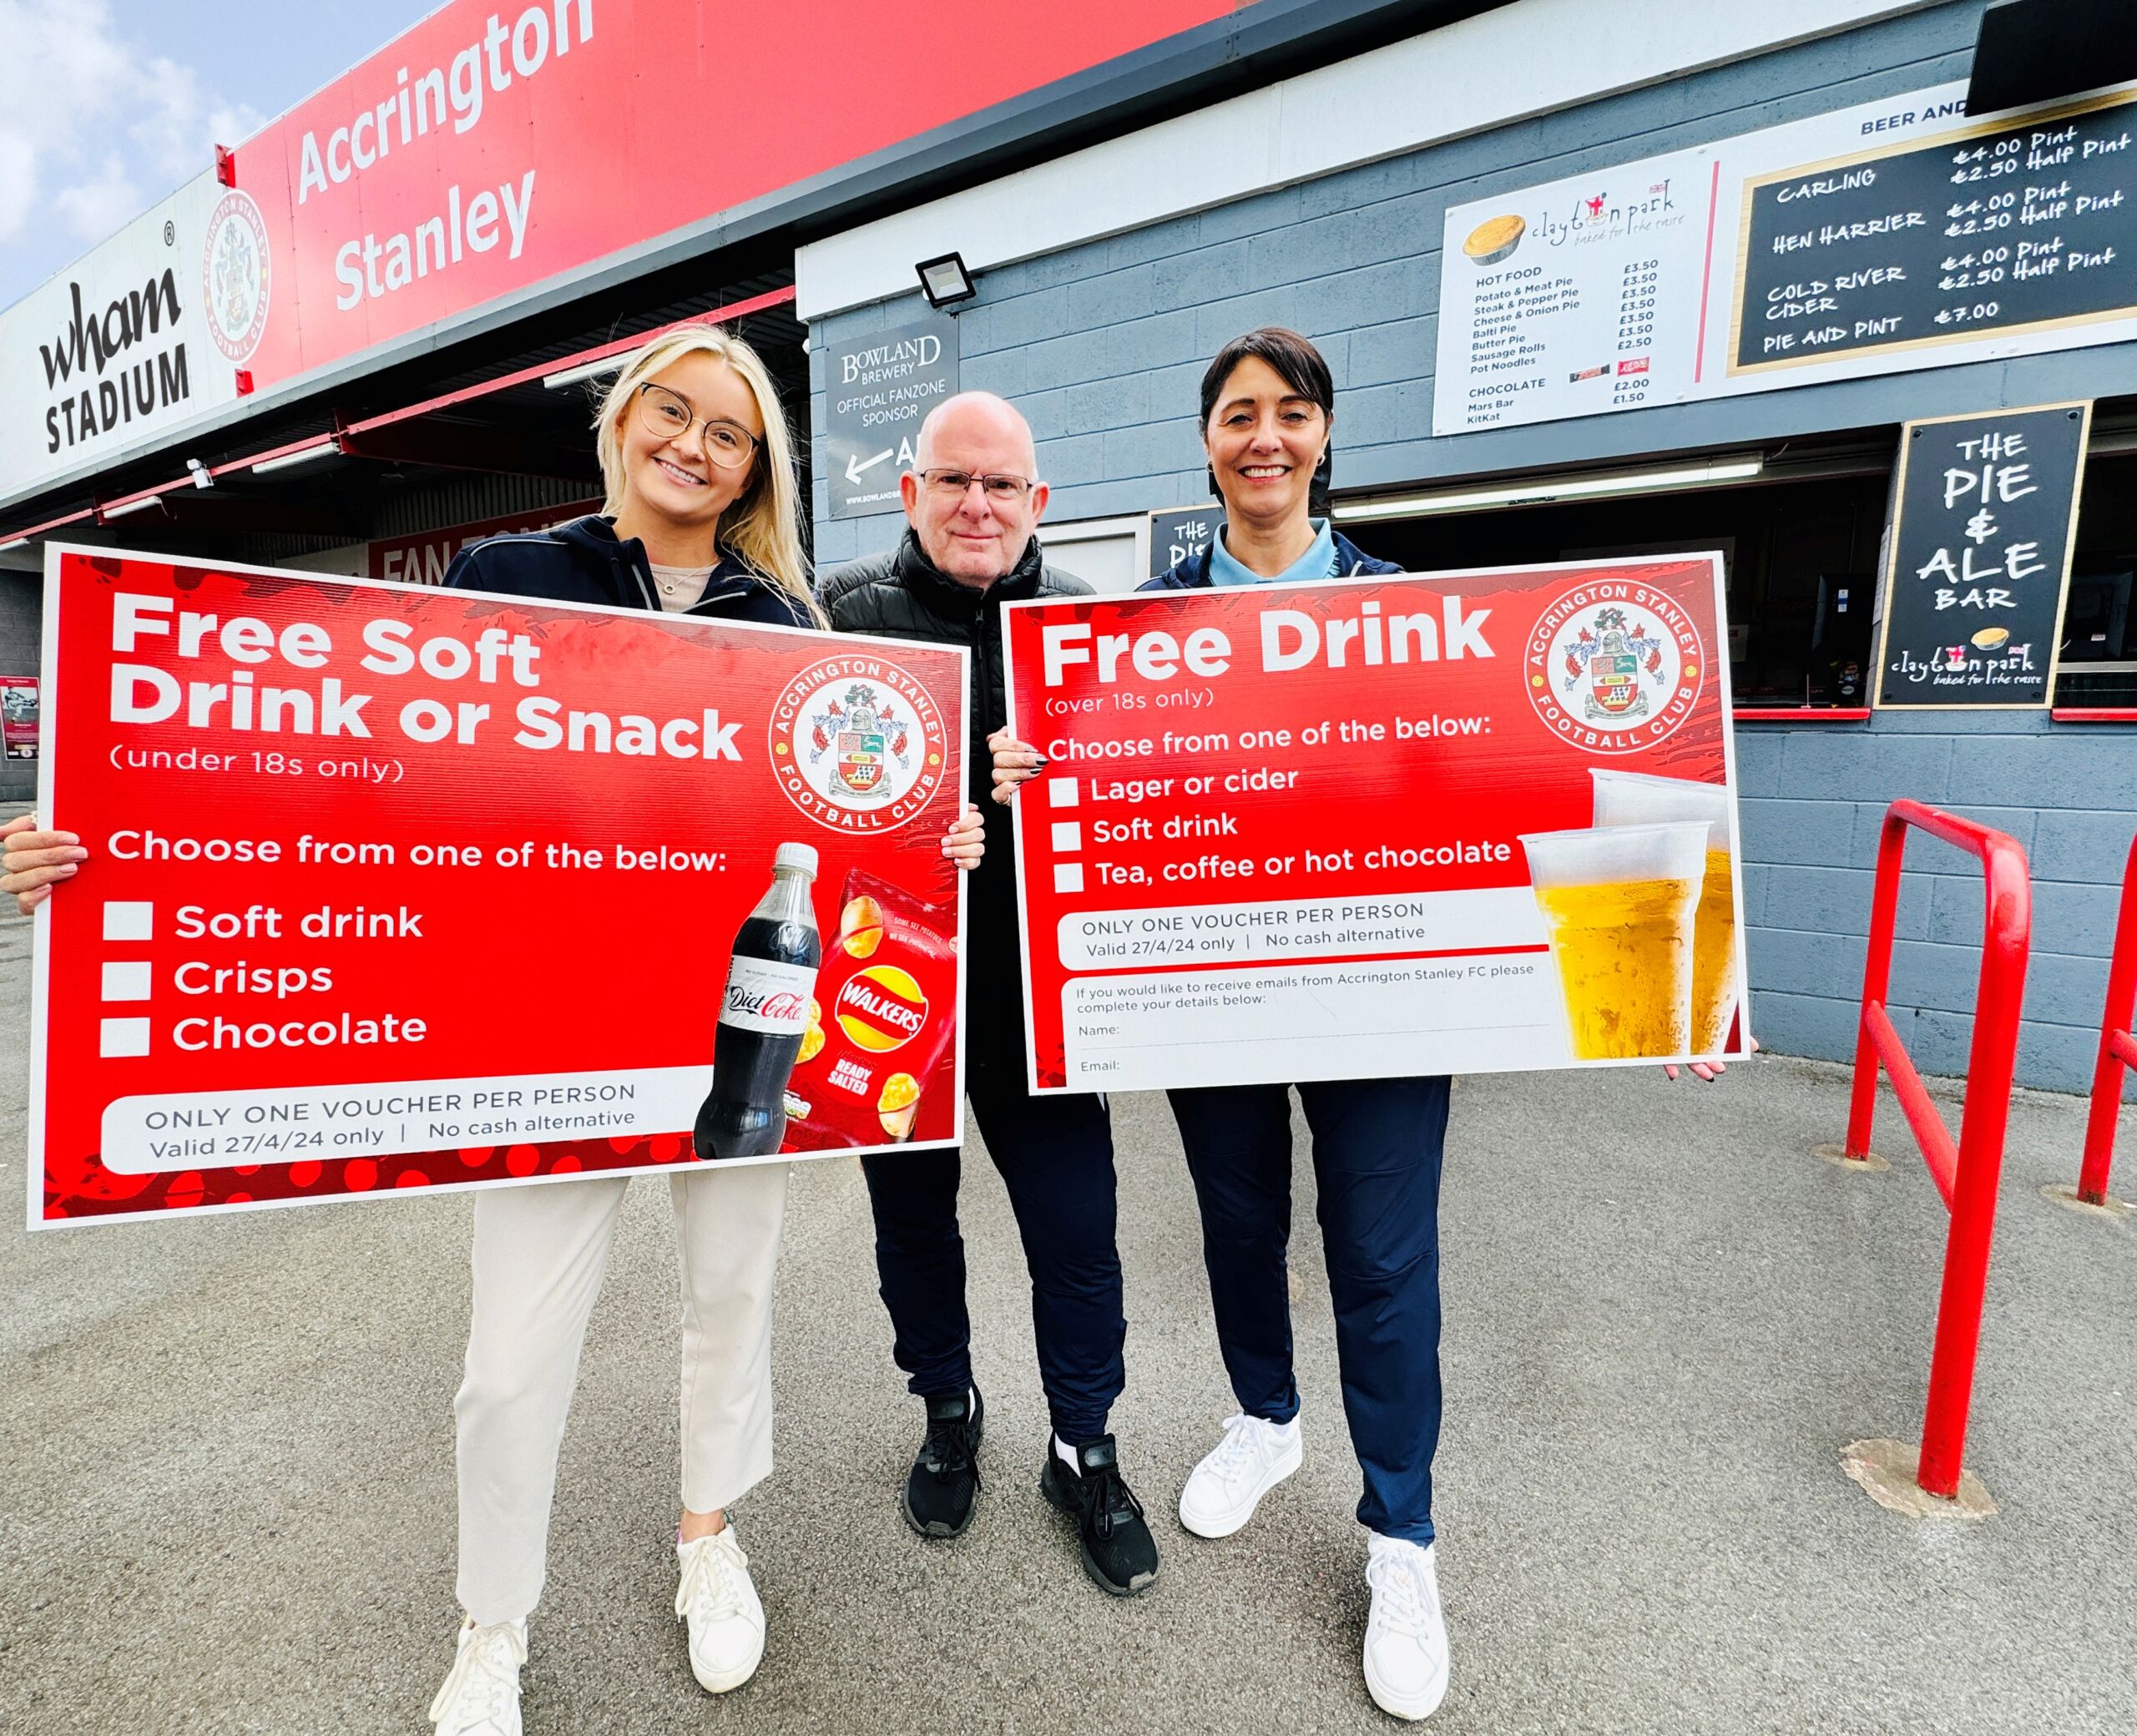 wham
®
STADIUM
Accrington
Stanley
ACCRINGTON STANLEY
FOOTBALL CLUB
BOWLAND
BREWERY
OFFICIAL FANZONE
SPONSOR
FAN
THE
clayton park
baked for the taste
HOT FOOD
Potato & Meat Pie £3.50
Steak & Pepper Pie £3.50
Cheese & Onion Pie £3.50
Balti Pie £3.50
Butter Pie £3.50
Sausage Rolls £3.50
Pot Noodles £2.50
CHOCOLATE
Mars Bar £2.00
KitKat £1.50
BEER AND
CARLING £4.00 Pint
£2.50 Half Pint
HEN HARRIER £4.00 Pint
£2.50 Half Pint
COLD RIVER £4.00 Pint
CIDER £2.50 Half Pint
PIE AND PINT £7.00
THE
PIE
&
ALE
BAR
clayton park
baked for the taste
Free Soft
Drink or Snack
(under 18s only)
ACCRINGTON STANLEY
FOOTBALL CLUB
Choose from one of the below:
Soft drink
Crisps
Chocolate
Diet Coke
WALKERS
READY
SALTED
ONLY ONE VOUCHER PER PERSON
Valid 27/4/24 only | No cash alternative
Free Drink
(over 18s only)
ACCRINGTON STANLEY
FOOTBALL CLUB
Choose from one of the below:
Lager or cider
Soft drink
Tea, coffee or hot chocolate
ONLY ONE VOUCHER PER PERSON
Valid 27/4/24 only | No cash alternative
If you would like to receive emails from Accrington Stanley FC please
complete your details below:
Name:
Email: